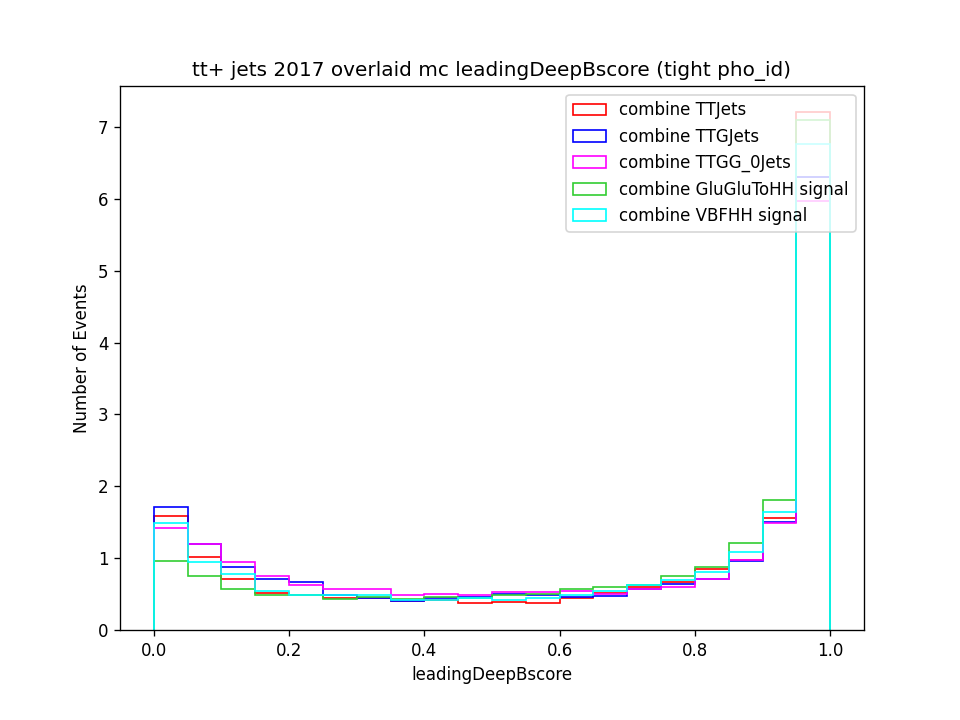 tt+ jets 2017 overlaid mc leadingDeepBscore (tight pho_id)
combine TTJets
combine TTGJets
combine TTGG_0Jets
combine GluGluToHH signal
combine VBFHH signal
7
6
5
4
3
2
1
0
Number of Events
0.0 0.2 0.4 0.6 0.8 1.0
leadingDeepBscore